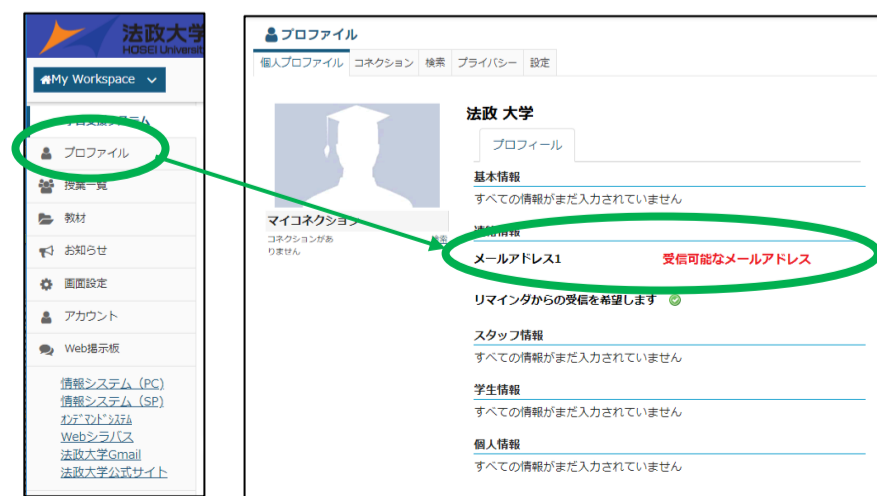 法政大学
HOSEI Universit
My Workspace
プロファイル
授業一覧
教材
お知らせ
画面設定
アカウント
Web掲示板
情報システム（PC)
情報システム（SP)
ｵﾝﾃﾞﾏﾝﾄﾞｼｽﾃﾑ
Webシラバス
法政大学Gmail
法政大学公式サイト
プロファイル
個人プロファイル コネクション 検索 プライバシー 設定
法政 大学
プロフィール
基本情報
すべての情報がまだ入力されていません
マイコネクション
コネクションがあ
りません
検索
連絡情報
メールアドレス1 受信可能なメールアドレス
リマインダからの受信を希望します
スタッフ情報
すべての情報がまだ入力されていません
学生情報
すべての情報がまだ入力されていません
個人情報
すべての情報がまだ入力されていません